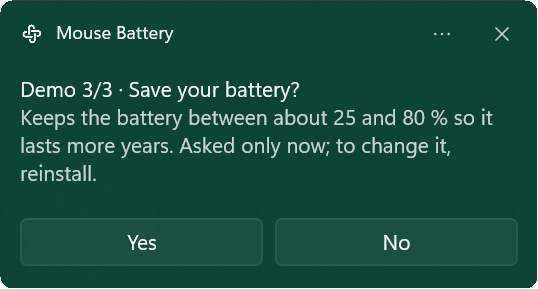 Mouse Battery
Demo 3/3 · Save your battery?
Keeps the battery between about 25 and 80 % so it
lasts more years. Asked only now; to change it,
reinstall.
Yes
No